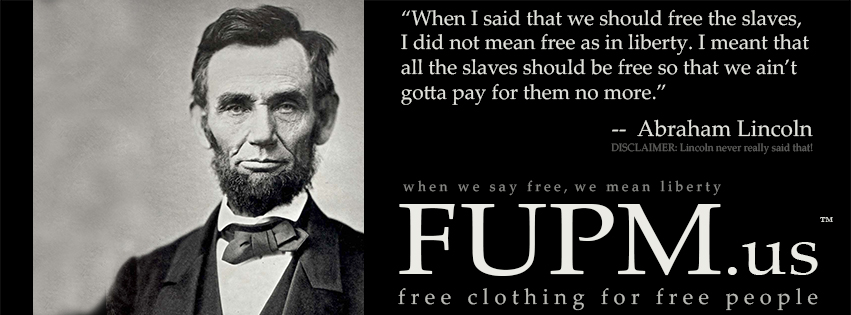 “When I said that we should free the slaves,
I did not mean free as in liberty. I meant that
all the slaves should be free so that we ain’t
gotta pay for them no more.”
-- Abraham Lincoln
DISCLAIMER: Lincoln never really said that!
when we say free, we mean liberty
FUPM.us™
free clothing for free people